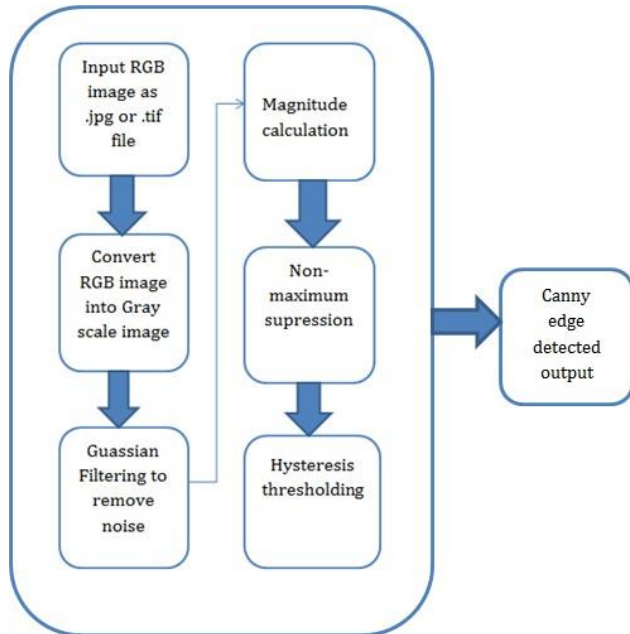 Input RGB
image as
.jpg or .tif
file
Convert
RGB image
into Gray
scale image
Guassian
Filtering to
remove
noise
Magnitude
calculation
Non-
maximum
supression
Hysteresis
thresholding
Canny
edge
detected
output